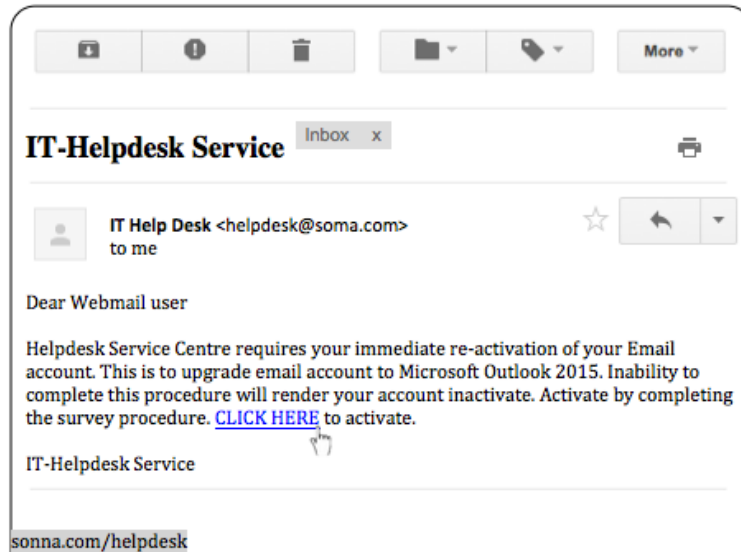 More
IT-Helpdesk Service Inbox x
IT Help Desk <helpdesk@soma.com>
to me
Dear Webmail user
Helpdesk Service Centre requires your immediate re-activation of your Email
account. This is to upgrade email account to Microsoft Outlook 2015. Inability to
complete this procedure will render your account inactivate. Activate by completing
the survey procedure. CLICK HERE to activate.
IT-Helpdesk Service
sonna.com/helpdesk